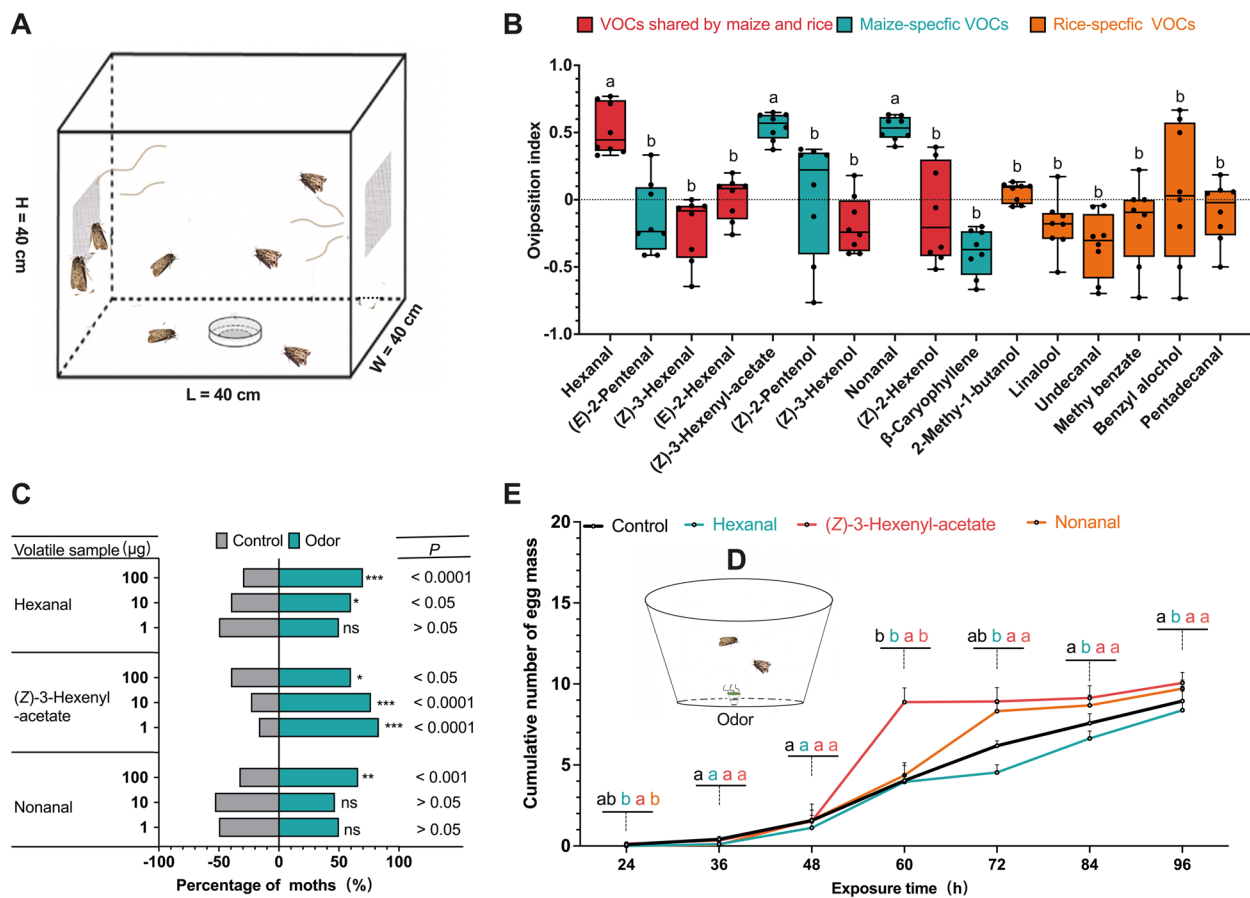 A
H = 40 cm
L = 40 cm
W = 40 cm
B
VOCs shared by maize and rice
Maize-specfic VOCs
Rice-specfic VOCs
Oviposition index
1.0
0.5
0
-0.5
-1.0
a
b
b
b
a
b
b
a
b
b
b
b
b
b
b
b
Hexanal
(E)-2-Pentenal
(Z)-3-Hexenal
(E)-2-Hexenal
(Z)-3-Hexenyl-acetate
(Z)-2-Pentenol
(Z)-3-Hexenol
Nonanal
(Z)-2-Hexenol
β-Caryophyllene
2-Methy-1-butanol
Linalool
Undecanal
Methy benzate
Benzyl alochol
Pentadecanal
C
Control
Odor
Volatile sample (μg)
P
Hexanal
100
***
< 0.0001
10
*
< 0.05
1
ns
> 0.05
(Z)-3-Hexenyl
-acetate
100
*
< 0.05
10
***
< 0.0001
1
***
< 0.0001
Nonanal
100
**
< 0.001
10
ns
> 0.05
1
ns
> 0.05
-100
-50
0
50
100
Percentage of moths (%)
E
Control
Hexanal
(Z)-3-Hexenyl-acetate
Nonanal
D
Odor
Cumulative number of egg mass
20
15
10
5
0
ab b a b
a a a a
a a a a
b b a b
ab b a a
a b a a
a b a a
24
36
48
60
72
84
96
Exposure time (h)